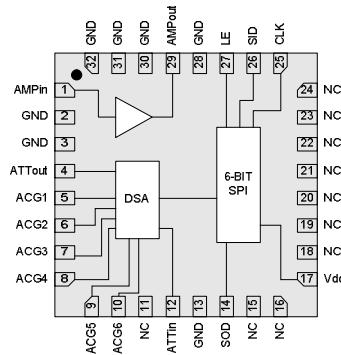 GND GND GND AMPout GND LE SID CLK
32 31 30 29 28 27 26 25
AMPin 1 24 NC
GND 2 23 NC
GND 3 22 NC
ATTout 4 21 NC
ACG1 5 DSA 6-BIT SPI 20 NC
ACG2 6 19 NC
ACG3 7 18 NC
ACG4 8 17 Vdd
9 10 11 12 13 14 15 16
ACG5 ACG6 NC ATTin GND SOD NC NC